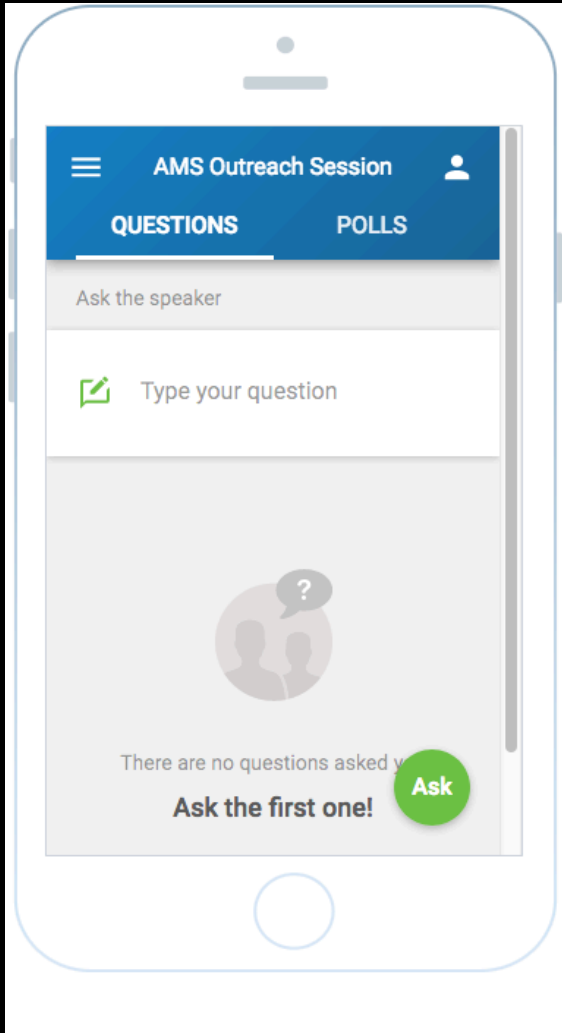 AMS Outreach Session
QUESTIONS POLLS
Ask the speaker
Type your question
?
There are no questions asked
Ask
Ask the first one!